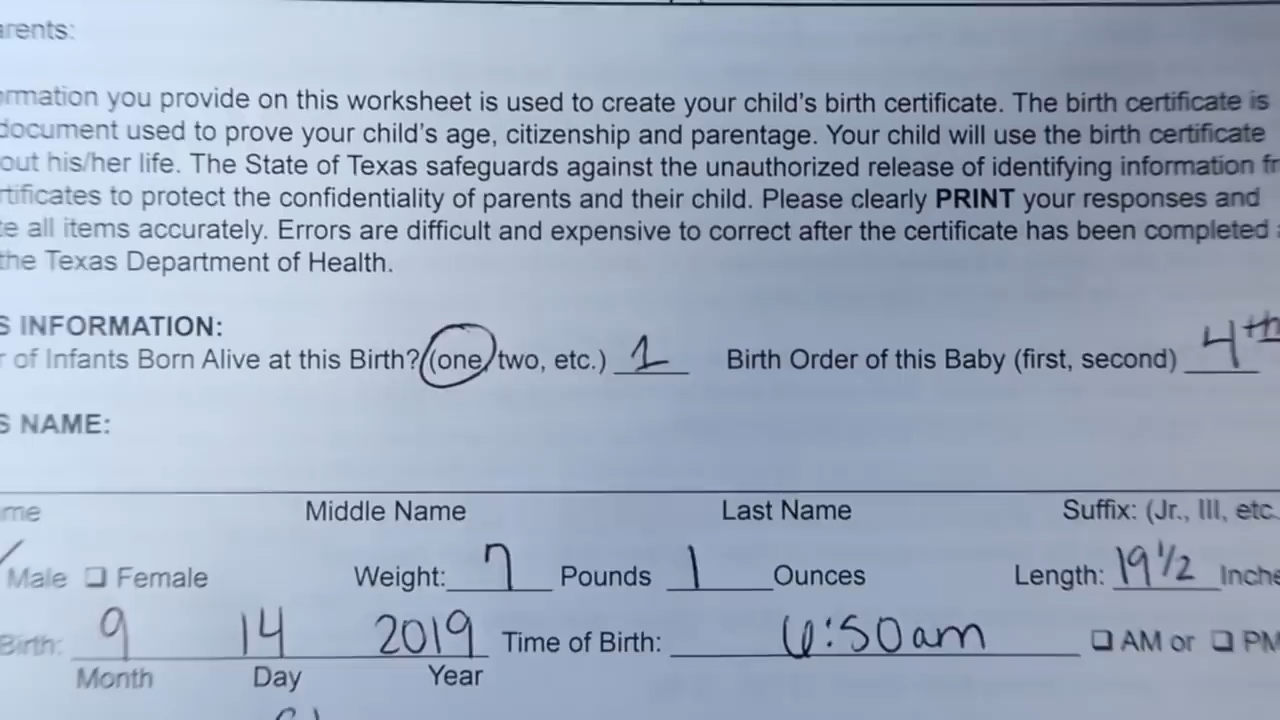 arents:
ormation you provide on this worksheet is used to create your child's birth certificate. The birth certificate is
document used to prove your child's age, citizenship and parentage. Your child will use the birth certificate
out his/her life. The State of Texas safeguards against the unauthorized release of identifying information fr
rtificates to protect the confidentiality of parents and their child. Please clearly PRINT your responses and
te all items accurately. Errors are difficult and expensive to correct after the certificate has been completed a
the Texas Department of Health.
S INFORMATION:
r of Infants Born Alive at this Birth? (one, two, etc.) 1 Birth Order of this Baby (first, second) 4th
S NAME:
me Middle Name Last Name Suffix: (Jr., III, etc.
Male ☐ Female Weight: 7 Pounds 1 Ounces Length: 19 1/2 Inche
Birth: 9 14 2019 Time of Birth: 6:50am ☐ AM or ☐ PM
Month Day Year